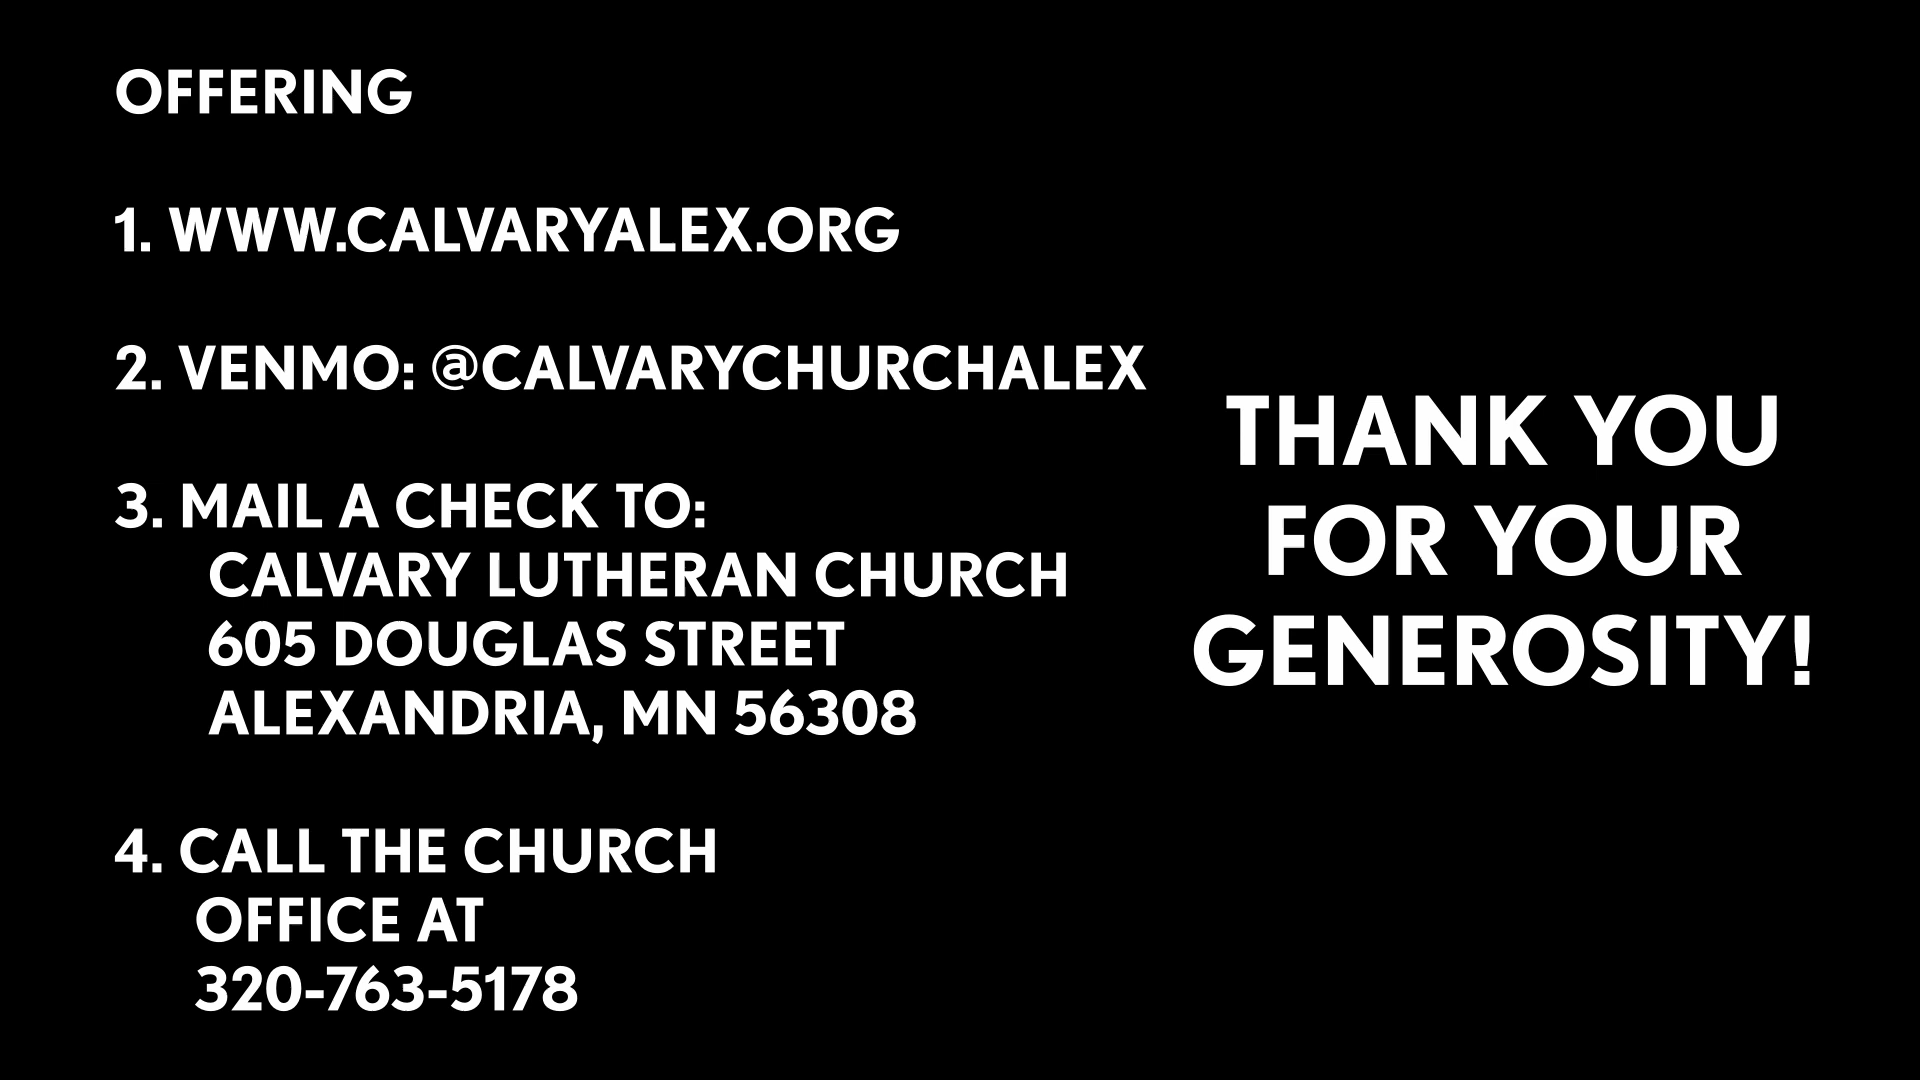 OFFERING
1. WWW.CALVARYALEX.ORG
2. VENMO: @CALVARYCHURCHALEX
3. MAIL A CHECK TO:
CALVARY LUTHERAN CHURCH
605 DOUGLAS STREET
ALEXANDRIA, MN 56308
4. CALL THE CHURCH
OFFICE AT
320-763-5178
THANK YOU
FOR YOUR
GENEROSITY!